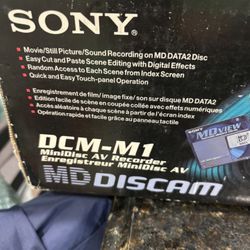 SONY
• Movie/Still Picture/Sound Recording on MD DATA2 Disc
• Easy Cut and Paste Scene Editing with Digital Effects
• Random Access to Each Scene from Index Screen
• Quick and Easy Touch-panel Operation
• Enregistrement de film/image fixe/son sur disque MD DATA2
• Edition facile de scène copiée-collée avec effets numériques
• Accès aléatoire à chaque scène à partir de l'écran index
• Opération rapide et facile grâce au panneau tactile
DCM-M1
MiniDisc AV Recorder
Enregistreur MiniDisc AV
MD DISCAM
SONY
MD VIEW